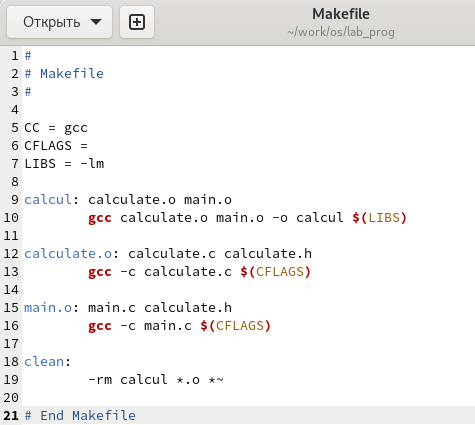 Открыть
Makefile
~/work/os/lab_prog
1 #
2 # Makefile
3 #
4
5 CC = gcc
6 CFLAGS =
7 LIBS = -lm
8
9 calcul: calculate.o main.o
10 gcc calculate.o main.o -o calcul $(LIBS)
11
12 calculate.o: calculate.c calculate.h
13 gcc -c calculate.c $(CFLAGS)
14
15 main.o: main.c calculate.h
16 gcc -c main.c $(CFLAGS)
17
18 clean:
19 -rm calcul *.o *~
20
21 # End Makefile